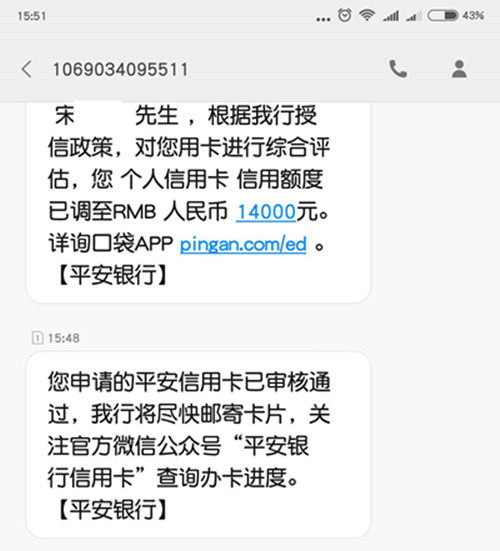 15:51
43%
1069034095511
宋 先生，根据我行授
信政策，对您用卡进行综合评
估，您 个人信用卡 信用额度
已调至RMB 人民币 14000元。
详询口袋APP pingan.com/ed 。
【平安银行】
1 15:48
您申请的平安信用卡已审核通
过，我行将尽快邮寄卡片，关
注官方微信公众号“平安银
行信用卡”查询办卡进度。
【平安银行】